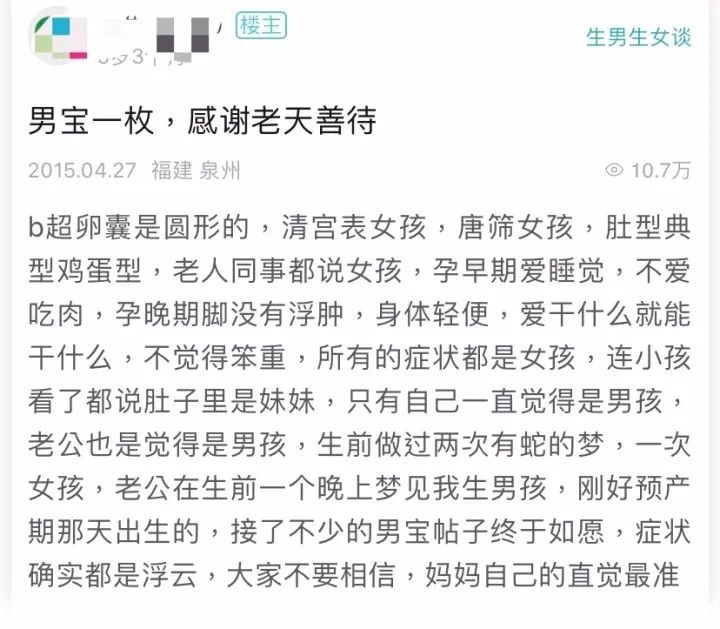 楼主
生男生女谈
男宝一枚，感谢老天善待
2015.04.27 福建 泉州 10.7万
b超卵囊是圆形的，清宫表女孩，唐筛女孩，肚型典
型鸡蛋型，老人同事都说女孩，孕早期爱睡觉，不爱
吃肉，孕晚期脚没有浮肿，身体轻便，爱干什么就能
干什么，不觉得笨重，所有的症状都是女孩，连小孩
看了都说肚子里是妹妹，只有自己一直觉得是男孩，
老公也是觉得是男孩，生前做过两次有蛇的梦，一次
女孩，老公在生前一个晚上梦见我生男孩，刚好预产
期那天出生的，接了不少的男宝帖子终于如愿，症状
确实都是浮云，大家不要相信，妈妈自己的直觉最准